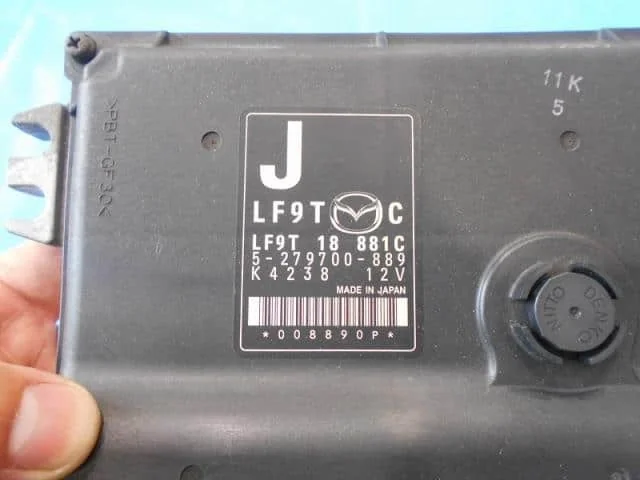 11K
5
>PBT-GF30<
J
LF9T C
LF9T 18 881C
5-279700-889
K4238 12V
MADE IN JAPAN
*008890P*
NITTO DENKO